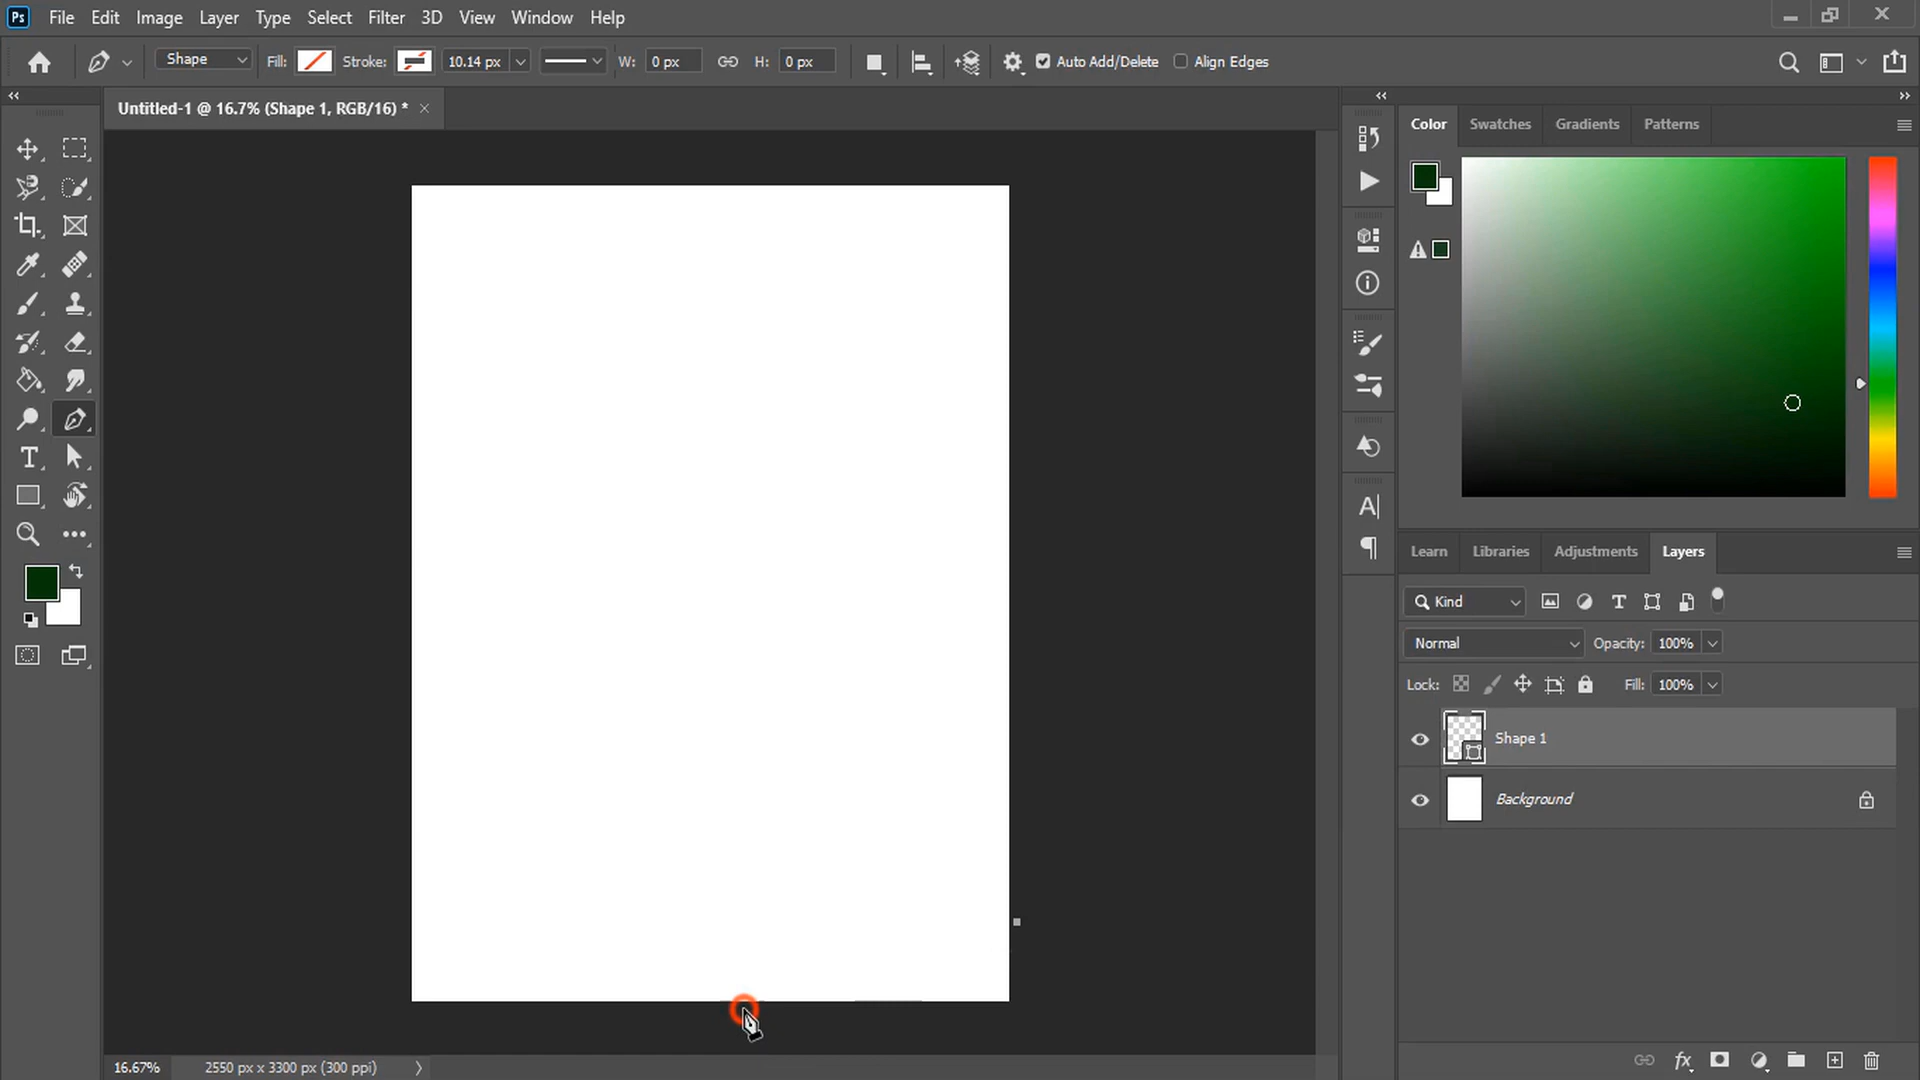 Ps File Edit Image Layer Type Select Filter 3D View Window Help
Shape Fill: Stroke: 10.14 px W: 0 px H: 0 px Auto Add/Delete Align Edges
Untitled-1 @ 16.7% (Shape 1, RGB/16) *
Color Swatches Gradients Patterns
Learn Libraries Adjustments Layers
Kind
Normal Opacity: 100%
Lock: Fill: 100%
Shape 1
Background
16.67% 2550 px x 3300 px (300 ppi)